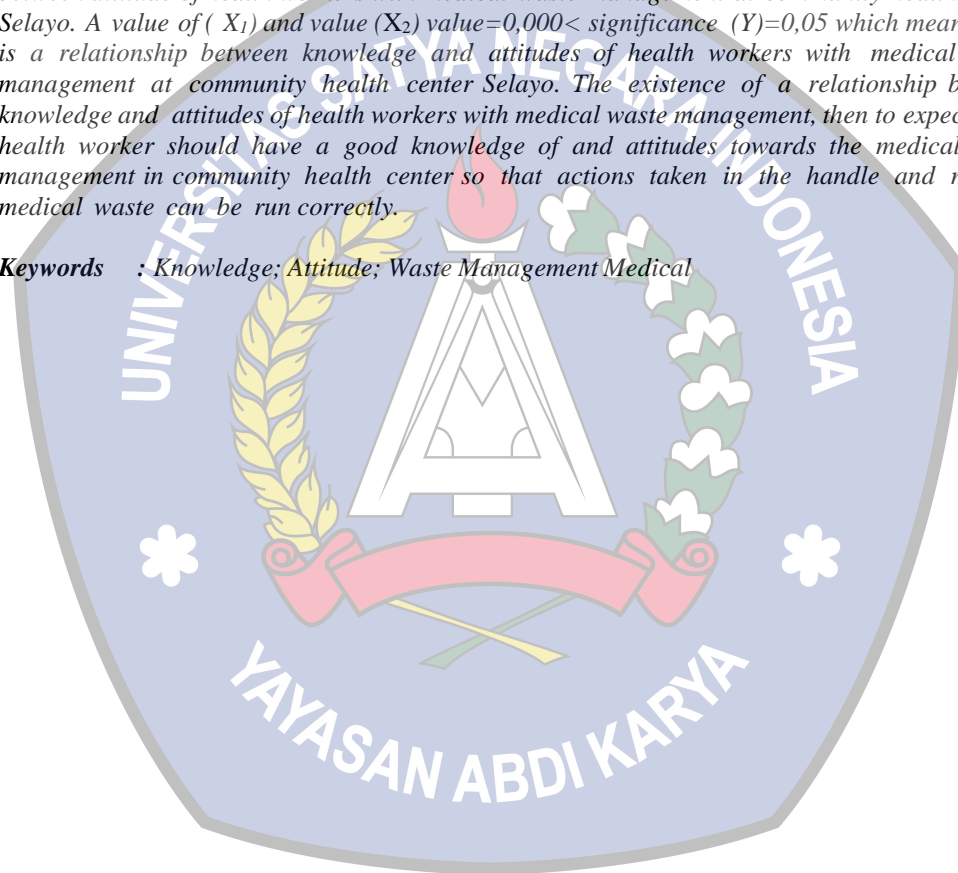 Selayo. A value of ( X1) and value (X2) value=0,000< significance (Y)=0,05 which mean
is a relationship between knowledge and attitudes of health workers with medical
management at community health center Selayo. The existence of a relationship b
knowledge and attitudes of health workers with medical waste management, then to expec
health worker should have a good knowledge of and attitudes towards the medical
management in community health center so that actions taken in the handle and m
medical waste can be run correctly.
Keywords : Knowledge; Attitude; Waste Management Medical
UNIVERSITAS SATYA NEGARA INDONESIA
YAYASAN ABDI KARYA